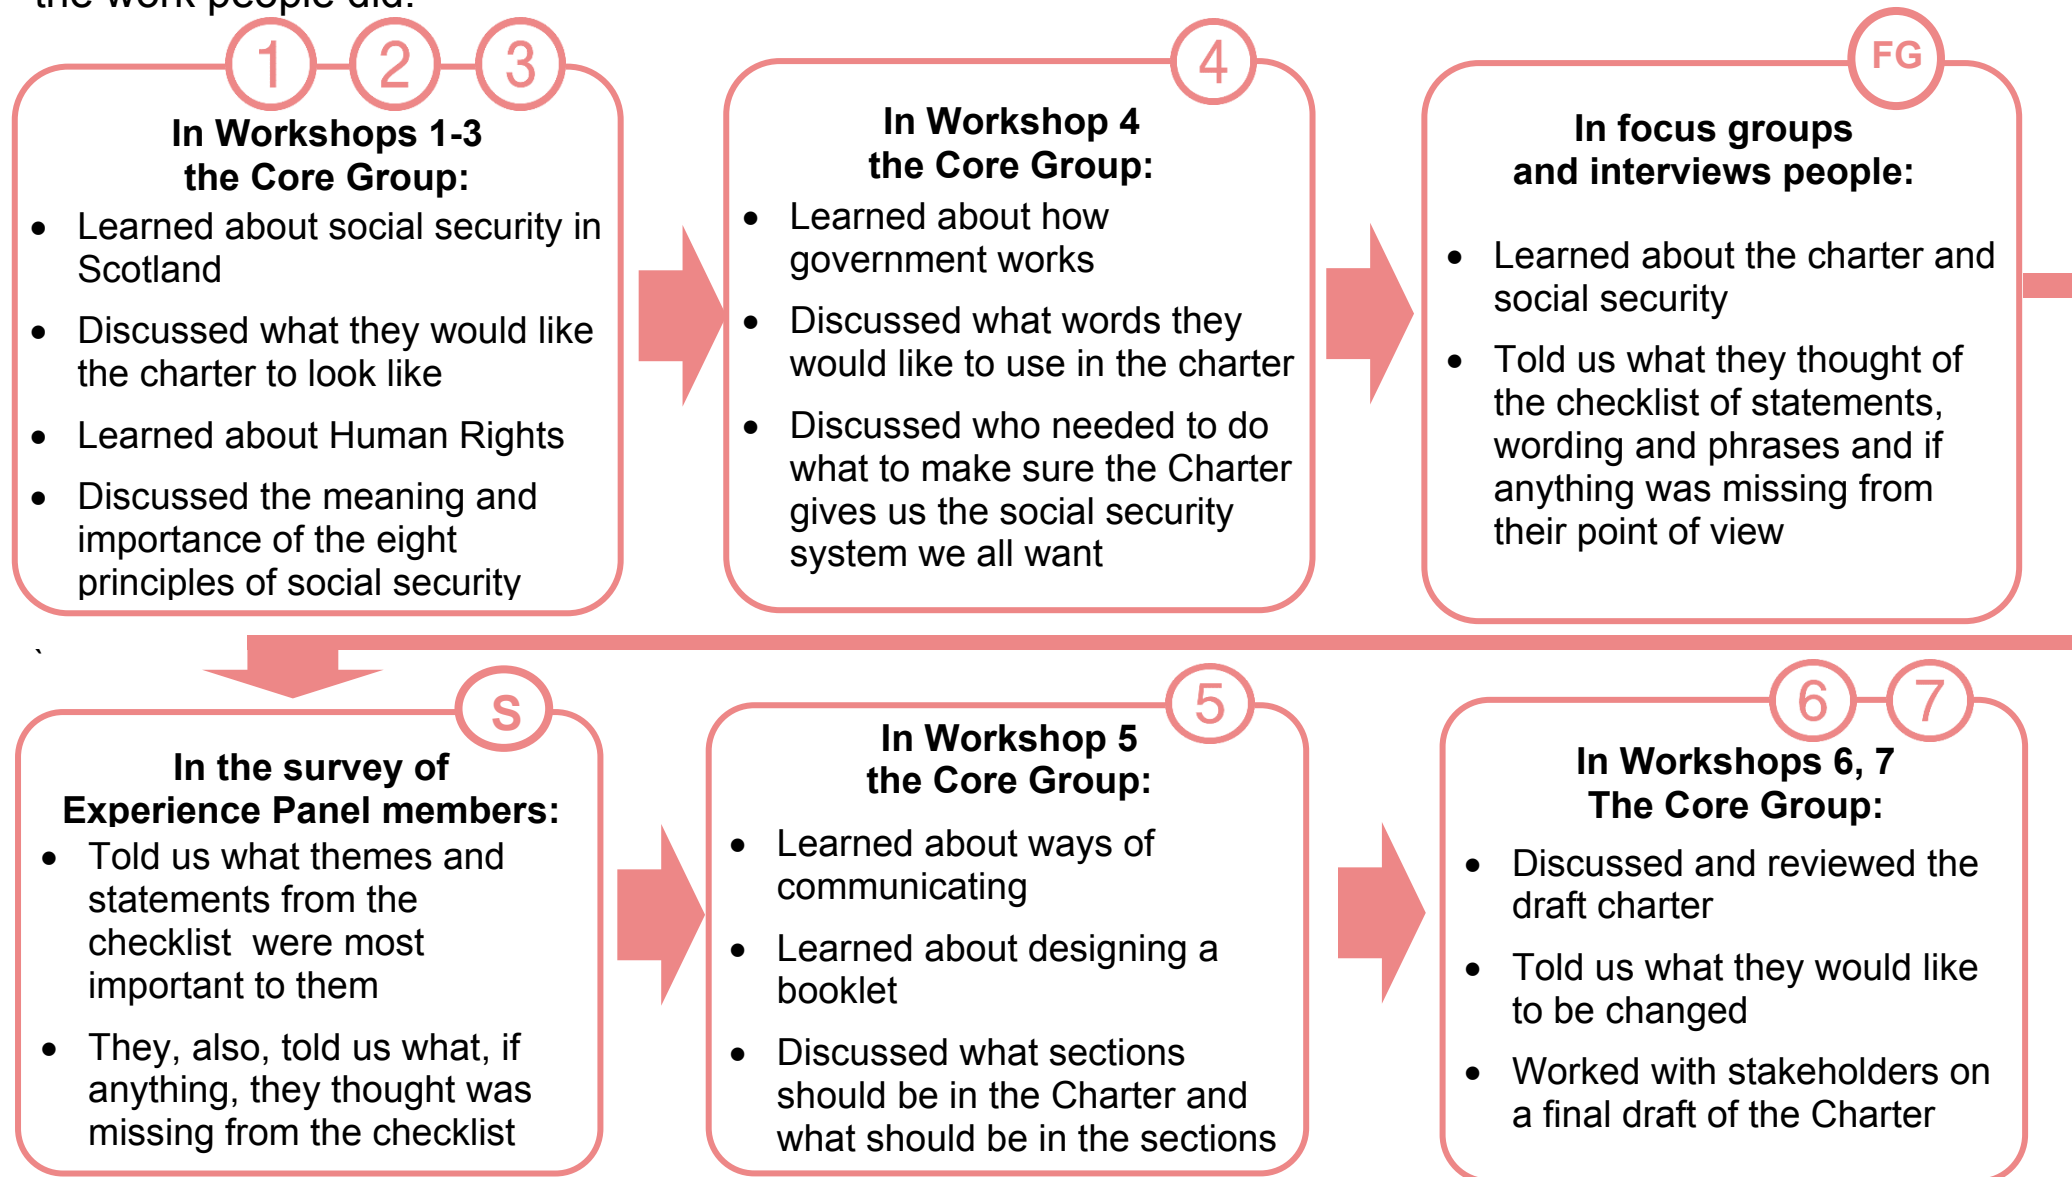 the work people did.
1 2 3
In Workshops 1-3
the Core Group:
• Learned about social security in
Scotland
• Discussed what they would like
the charter to look like
• Learned about Human Rights
• Discussed the meaning and
importance of the eight
principles of social security
4
In Workshop 4
the Core Group:
• Learned about how
government works
• Discussed what words they
would like to use in the charter
• Discussed who needed to do
what to make sure the Charter
gives us the social security
system we all want
FG
In focus groups
and interviews people:
• Learned about the charter and
social security
• Told us what they thought of
the checklist of statements,
wording and phrases and if
anything was missing from
their point of view
`
S
In the survey of
Experience Panel members:
• Told us what themes and
statements from the
checklist  were most
important to them
• They, also, told us what, if
anything, they thought was
missing from the checklist
5
In Workshop 5
the Core Group:
• Learned about ways of
communicating
• Learned about designing a
booklet
• Discussed what sections
should be in the Charter and
what should be in the sections
6 7
In Workshops 6, 7
The Core Group:
• Discussed and reviewed the
draft charter
• Told us what they would like
to be changed
• Worked with stakeholders on
a final draft of the Charter